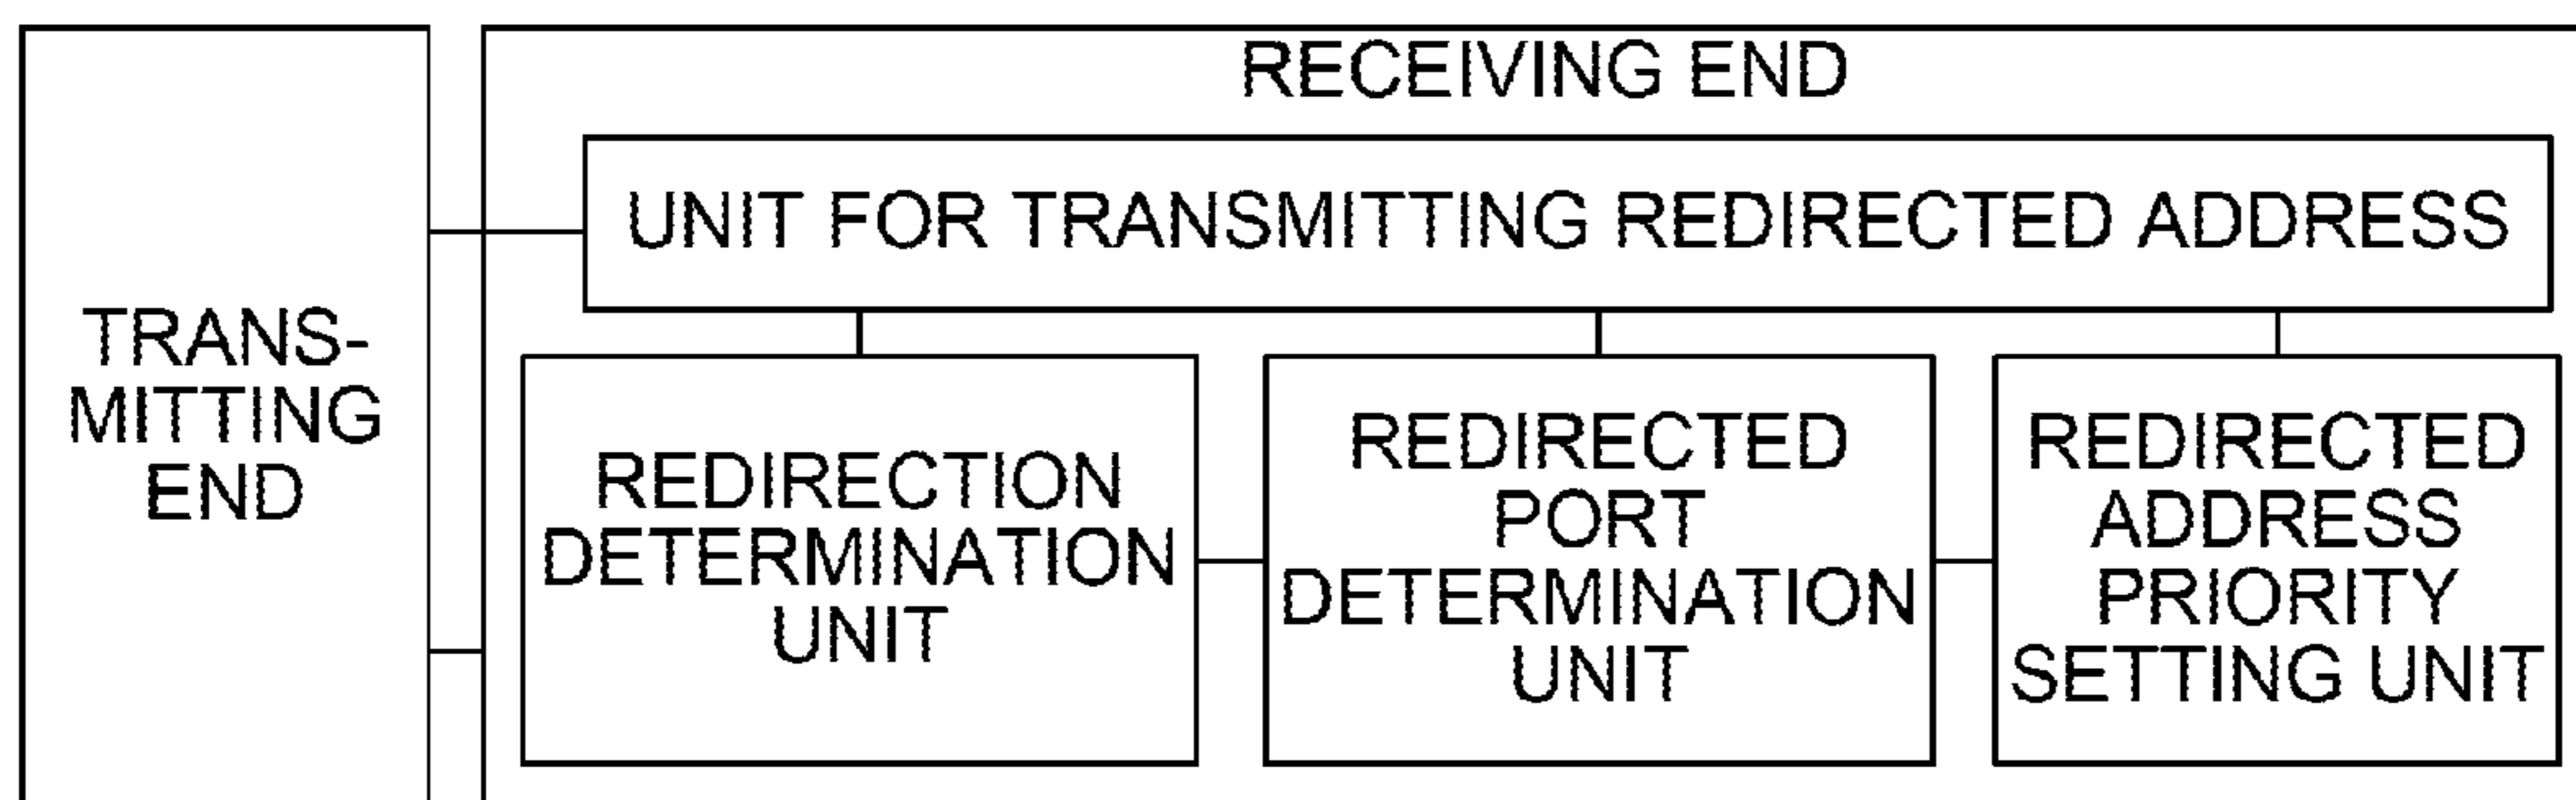 RECEIVING END
UNIT FOR TRANSMITTING REDIRECTED ADDRESS
TRANS-
MITTING
END
REDIRECTION
DETERMINATION
UNIT
REDIRECTED
PORT
DETERMINATION
UNIT
REDIRECTED
ADDRESS
PRIORITY
SETTING UNIT